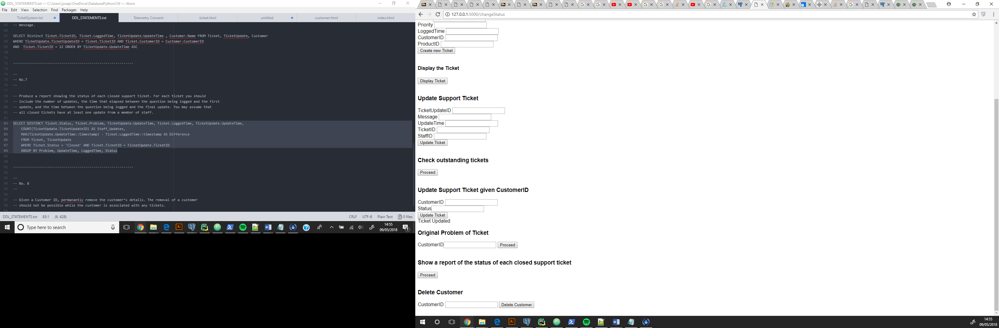 DDL_STATEMENTS.txt — C:\Users\josep\OneDrive\DatabasePythonCW — Atom
File Edit View Selection Find Packages Help
TicketSystem.txt DDL_STATEMENTS.txt Telemetry Consent ticket.html untitled customer.html index.html
65 -- message.
66
67 SELECT Distinct Ticket.TicketID, Ticket.LoggedTime, TicketUpdate.UpdateTime , Customer.Name FROM Ticket, TicketUpdate, Customer
68 WHERE TicketUpdate.TicketUpdateID = Ticket.TicketID AND Ticket.CustomerID = Customer.CustomerID
69 AND  Ticket.TicketID = 12 ORDER BY TicketUpdate.UpdateTime ASC
70
71
72 ------------------------------------------------------------
73
74 --
75 -- No.7
76 --
77
78 -- Produce a report showing the status of each closed support ticket. For each ticket you should
79 -- include the number of updates, the time that elapsed between the question being logged and the first
80 -- update, and the time between the question being logged and the final update. You may assume that
81 -- all closed tickets have at least one update from a member of staff.
82
83 SELECT DISTINCT Ticket.Status, Ticket.Problem, TicketUpdate.UpdateTime, Ticket.LoggedTime, TicketUpdate.UpdateTime,
84 COUNT(TicketUpdate.TicketUpdateID) AS Staff_Updates,
85 MAX(TicketUpdate.UpdateTime::timestamp) - Ticket.LoggedTime::timestamp AS Difference
86 FROM Ticket, TicketUpdate
87 WHERE Ticket.Status = 'Closed' AND Ticket.TicketID = TicketUpdate.TicketID
88 GROUP BY Problem, UpdateTime, LoggedTime, Status
89
90
91 ------------------------------------------------------------
92
93 --
94 -- No. 8
95 --
96
97 -- Given a Customer ID, permanantly remove the customer's details. The removal of a customer
98 -- should not be possible while the customer is associated with any tickets.
99
DDL_STATEMENTS.txt 83:1 (6, 428) CRLF UTF-8 Plain Text 0 files
Type here to search
14:55
09/05/2018
127.0.0.1:5000/changeStatus
Priority
LoggedTime
CustomerID
ProductID
Create new Ticket
Display the Ticket
Display Ticket
Update Support Ticket
TicketUpdateID
Message
UpdateTime
TicketID
StaffID
Update Ticket
Check outstanding tickets
Proceed
Update Support Ticket given CustomerID
CustomerID
Status
Update Ticket
Ticket Updated
Original Problem of Ticket
CustomerID Proceed
Show a report of the status of each closed support ticket
Proceed
Delete Customer
CustomerID Delete Customer
14:55
09/05/2018